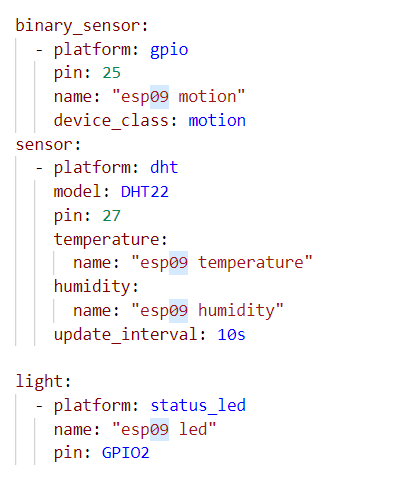 binary_sensor:
  - platform: gpio
    pin: 25
    name: "esp09 motion"
    device_class: motion
sensor:
  - platform: dht
    model: DHT22
    pin: 27
    temperature:
      name: "esp09 temperature"
    humidity:
      name: "esp09 humidity"
    update_interval: 10s

light:
  - platform: status_led
    name: "esp09 led"
    pin: GPIO2